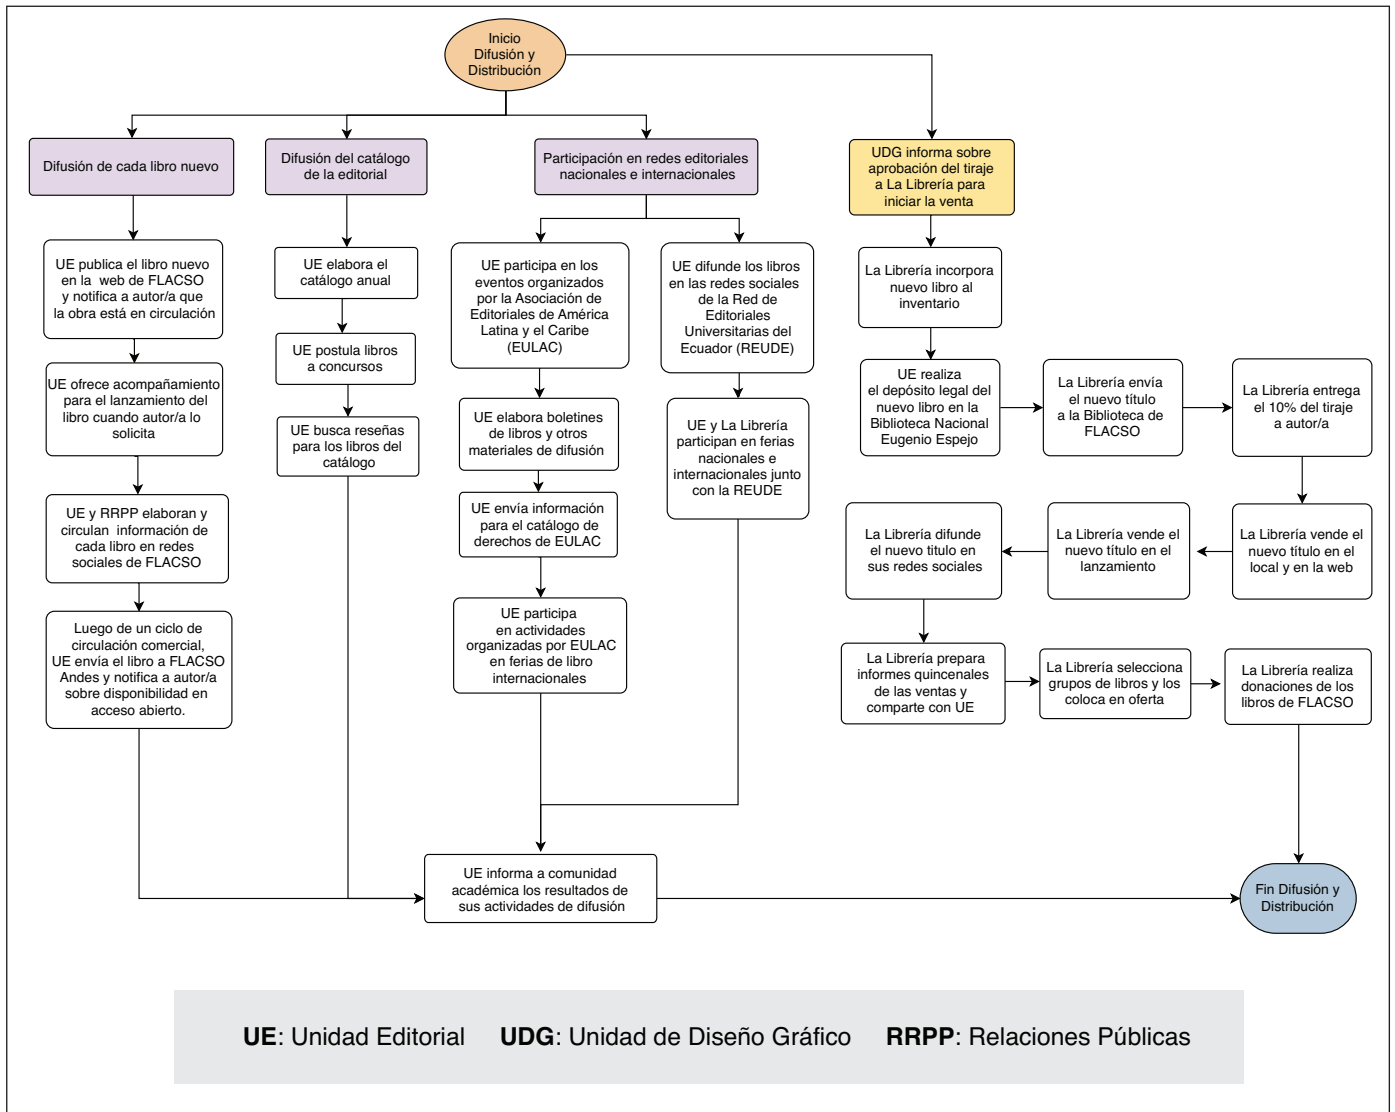 Inicio
Difusión y
Distribución
Difusión de cada libro nuevo
Difusión del catálogo
de la editorial
Participación en redes editoriales
nacionales e internacionales
UDG informa sobre
aprobación del tiraje
a La Librería para
iniciar la venta
UE publica el libro nuevo
en la web de FLACSO
y notifica a autor/a que
la obra está en circulación
UE ofrece acompañamiento
para el lanzamiento del
libro cuando autor/a lo
solicita
UE y RRPP elaboran y
circulan información de
cada libro en redes
sociales de FLACSO
Luego de un ciclo de
circulación comercial,
UE envía el libro a FLACSO
Andes y notifica a autor/a
sobre disponibilidad en
acceso abierto.
UE elabora el
catálogo anual
UE postula libros
a concursos
UE busca reseñas
para los libros del
catálogo
UE participa en los
eventos organizados
por la Asociación de
Editoriales de América
Latina y el Caribe
(EULAC)
UE elabora boletines
de libros y otros
materiales de difusión
UE envía información
para el catálogo de
derechos de EULAC
UE participa
en actividades
organizadas por EULAC
en ferias de libro
internacionales
UE difunde los libros
en las redes sociales
de la Red de
Editoriales
Universitarias del
Ecuador (REUDE)
UE y La Librería
participan en ferias
nacionales e
internacionales junto
con la REUDE
La Librería incorpora
nuevo libro al
inventario
UE realiza
el depósito legal del
nuevo libro en la
Biblioteca Nacional
Eugenio Espejo
La Librería envía
el nuevo título
a la Biblioteca de
FLACSO
La Librería entrega
el 10% del tiraje
a autor/a
La Librería vende el
nuevo título en el
local y en la web
La Librería vende el
nuevo título en el
lanzamiento
La Librería difunde
el nuevo titulo en
sus redes sociales
La Librería prepara
informes quincenales
de las ventas y
comparte con UE
La Librería selecciona
grupos de libros y los
coloca en oferta
La Librería realiza
donaciones de los
libros de FLACSO
UE informa a comunidad
académica los resultados de
sus actividades de difusión
Fin Difusión y
Distribución
UE: Unidad Editorial UDG: Unidad de Diseño Gráfico RRPP: Relaciones Públicas